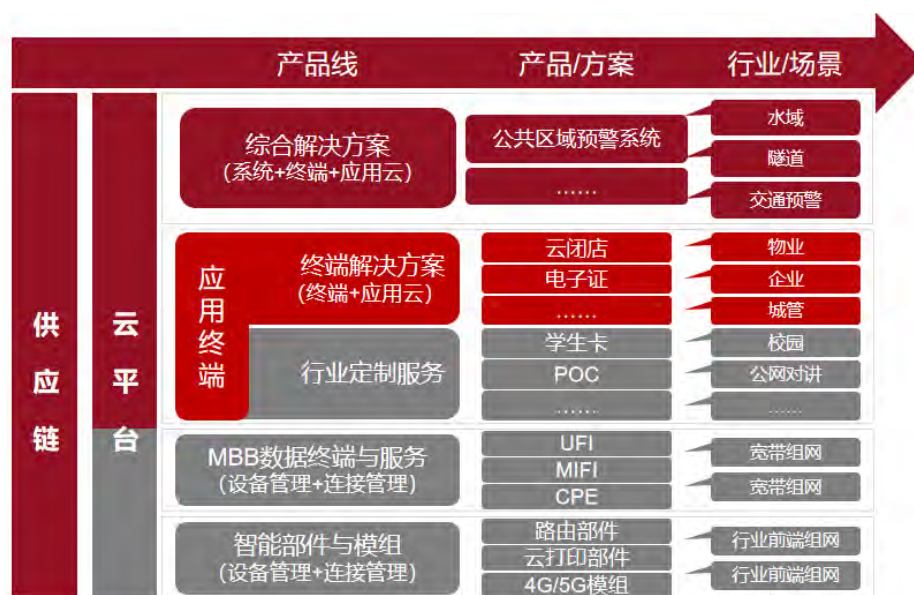 产品线
产品/方案
行业/场景
供应链
云平台
综合解决方案
(系统+终端+应用云)
公共区域预警系统
……
水域
隧道
交通预警
应用终端
终端解决方案
(终端+应用云)
云闭店
电子证
……
物业
企业
城管
行业定制服务
学生卡
POC
……
校园
公网对讲
……
MBB数据终端与服务
(设备管理+连接管理)
UFI
MIFI
CPE
宽带组网
宽带组网
智能部件与模组
(设备管理+连接管理)
路由部件
云打印部件
4G/5G模组
行业前端组网
行业前端组网